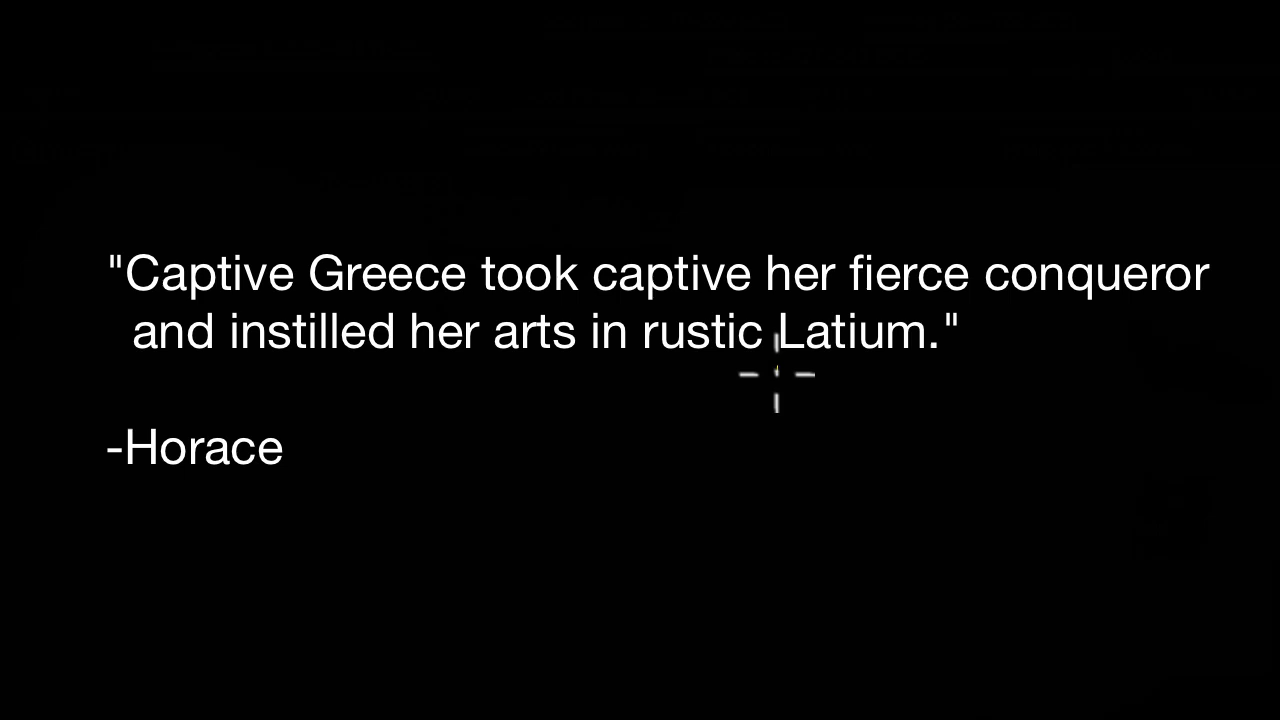 "Captive Greece took captive her fierce conqueror
and instilled her arts in rustic Latium."
-Horace